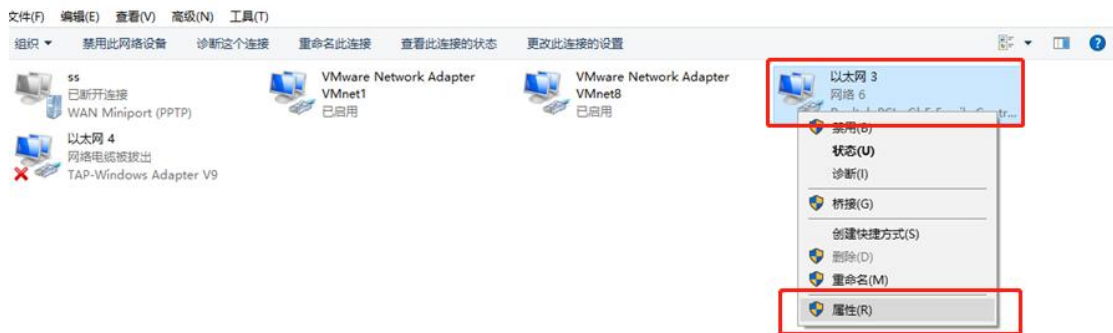 文件(F) 编辑(E) 查看(V) 高级(N) 工具(T)
组织 禁用此网络设备 诊断这个连接 重命名此连接 查看此连接的状态 更改此连接的设置
ss
已断开连接
WAN Miniport (PPTP)
VMware Network Adapter
VMnet1
已启用
VMware Network Adapter
VMnet8
已启用
以太网 3
网络 6
以太网 4
网络电缆被拔出
TAP-Windows Adapter V9
禁用(B)
状态(U)
诊断(I)
桥接(G)
创建快捷方式(S)
删除(D)
重命名(M)
属性(R)